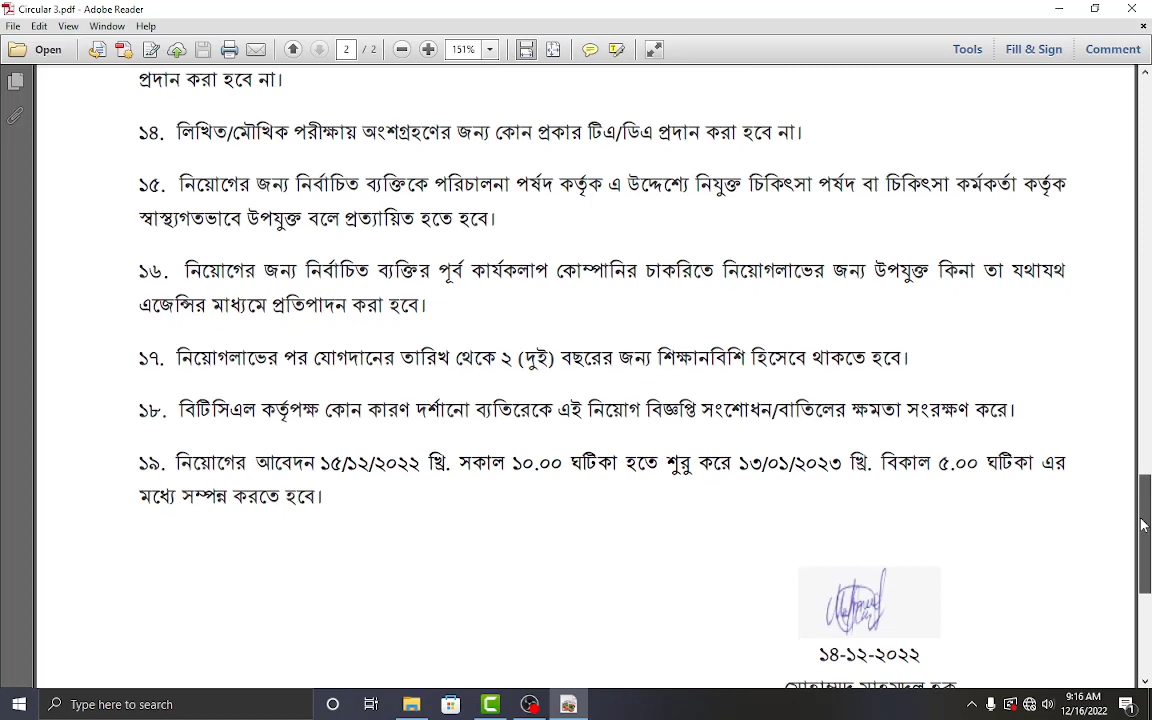 Circular 3.pdf - Adobe Reader
File Edit View Window Help
Open 2 / 2 151% Tools Fill & Sign Comment
প্রদান করা হবে না।
১৪. লিখিত/মৌখিক পরীক্ষায় অংশগ্রহণের জন্য কোন প্রকার টিএ/ডিএ প্রদান করা হবে না।
১৫. নিয়োগের জন্য নির্বাচিত ব্যক্তিকে পরিচালনা পর্ষদ কর্তৃক এ উদ্দেশ্যে নিযুক্ত চিকিৎসা পর্ষদ বা চিকিৎসা কর্মকর্তা কর্তৃক
স্বাস্থ্যগতভাবে উপযুক্ত বলে প্রত্যায়িত হতে হবে।
১৬. নিয়োগের জন্য নির্বাচিত ব্যক্তির পূর্ব কার্যকলাপ কোম্পানির চাকরিতে নিয়োগলাভের জন্য উপযুক্ত কিনা তা যথাযথ
এজেন্সির মাধ্যমে প্রতিপাদন করা হবে।
১৭. নিয়োগলাভের পর যোগদানের তারিখ থেকে ২ (দুই) বছরের জন্য শিক্ষানবিশি হিসেবে থাকতে হবে।
১৮. বিটিসিএল কর্তৃপক্ষ কোন কারণ দর্শানো ব্যতিরেকে এই নিয়োগ বিজ্ঞপ্তি সংশোধন/বাতিলের ক্ষমতা সংরক্ষণ করে।
১৯. নিয়োগের আবেদন ১৫/১২/২০২২ খ্রি. সকাল ১০.০০ ঘটিকা হতে শুরু করে ১৩/০১/২০২৩ খ্রি. বিকাল ৫.০০ ঘটিকা এর
মধ্যে সম্পন্ন করতে হবে।
১৪-১২-২০২২
Type here to search
9:16 AM
12/16/2022
1